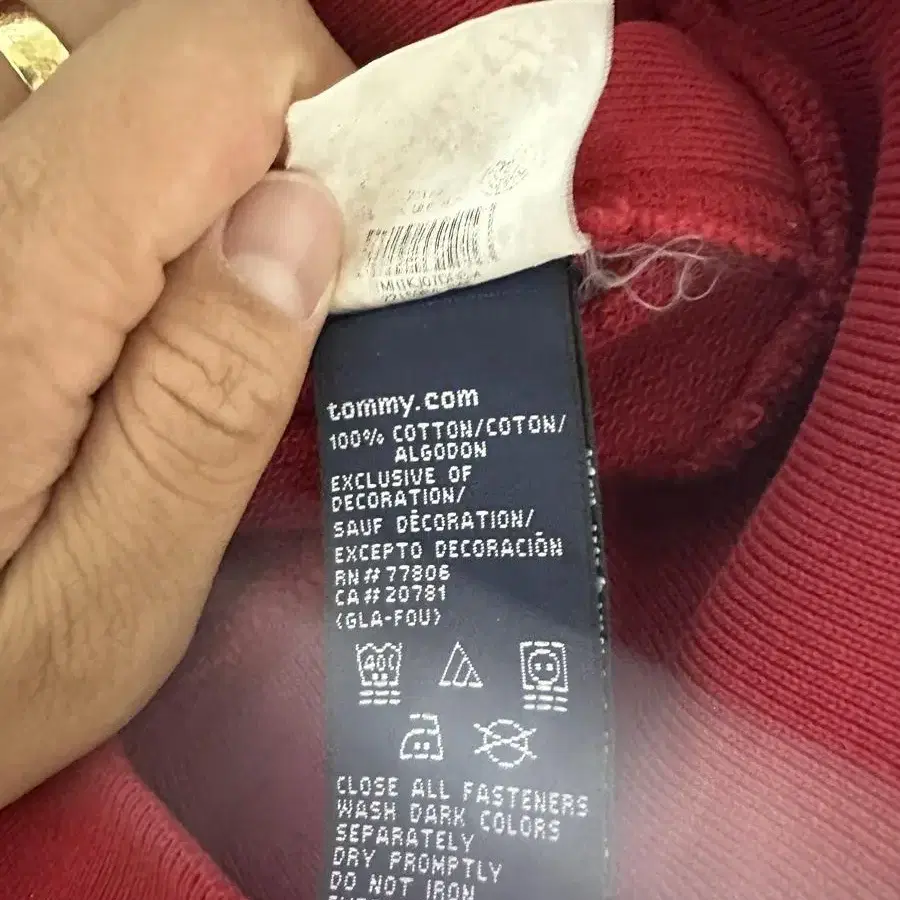 tommy.com
100% COTTON/COTON/
ALGODON
EXCLUSIVE OF
DECORATION/
SAUF DÉCORATION/
EXCEPTO DECORACIÓN
RN# 77806
CA# 20781
(GLA-FOU)
40C
CLOSE ALL FASTENERS
WASH DARK COLORS
SEPARATELY
DRY PROMPTLY
DO NOT IRON